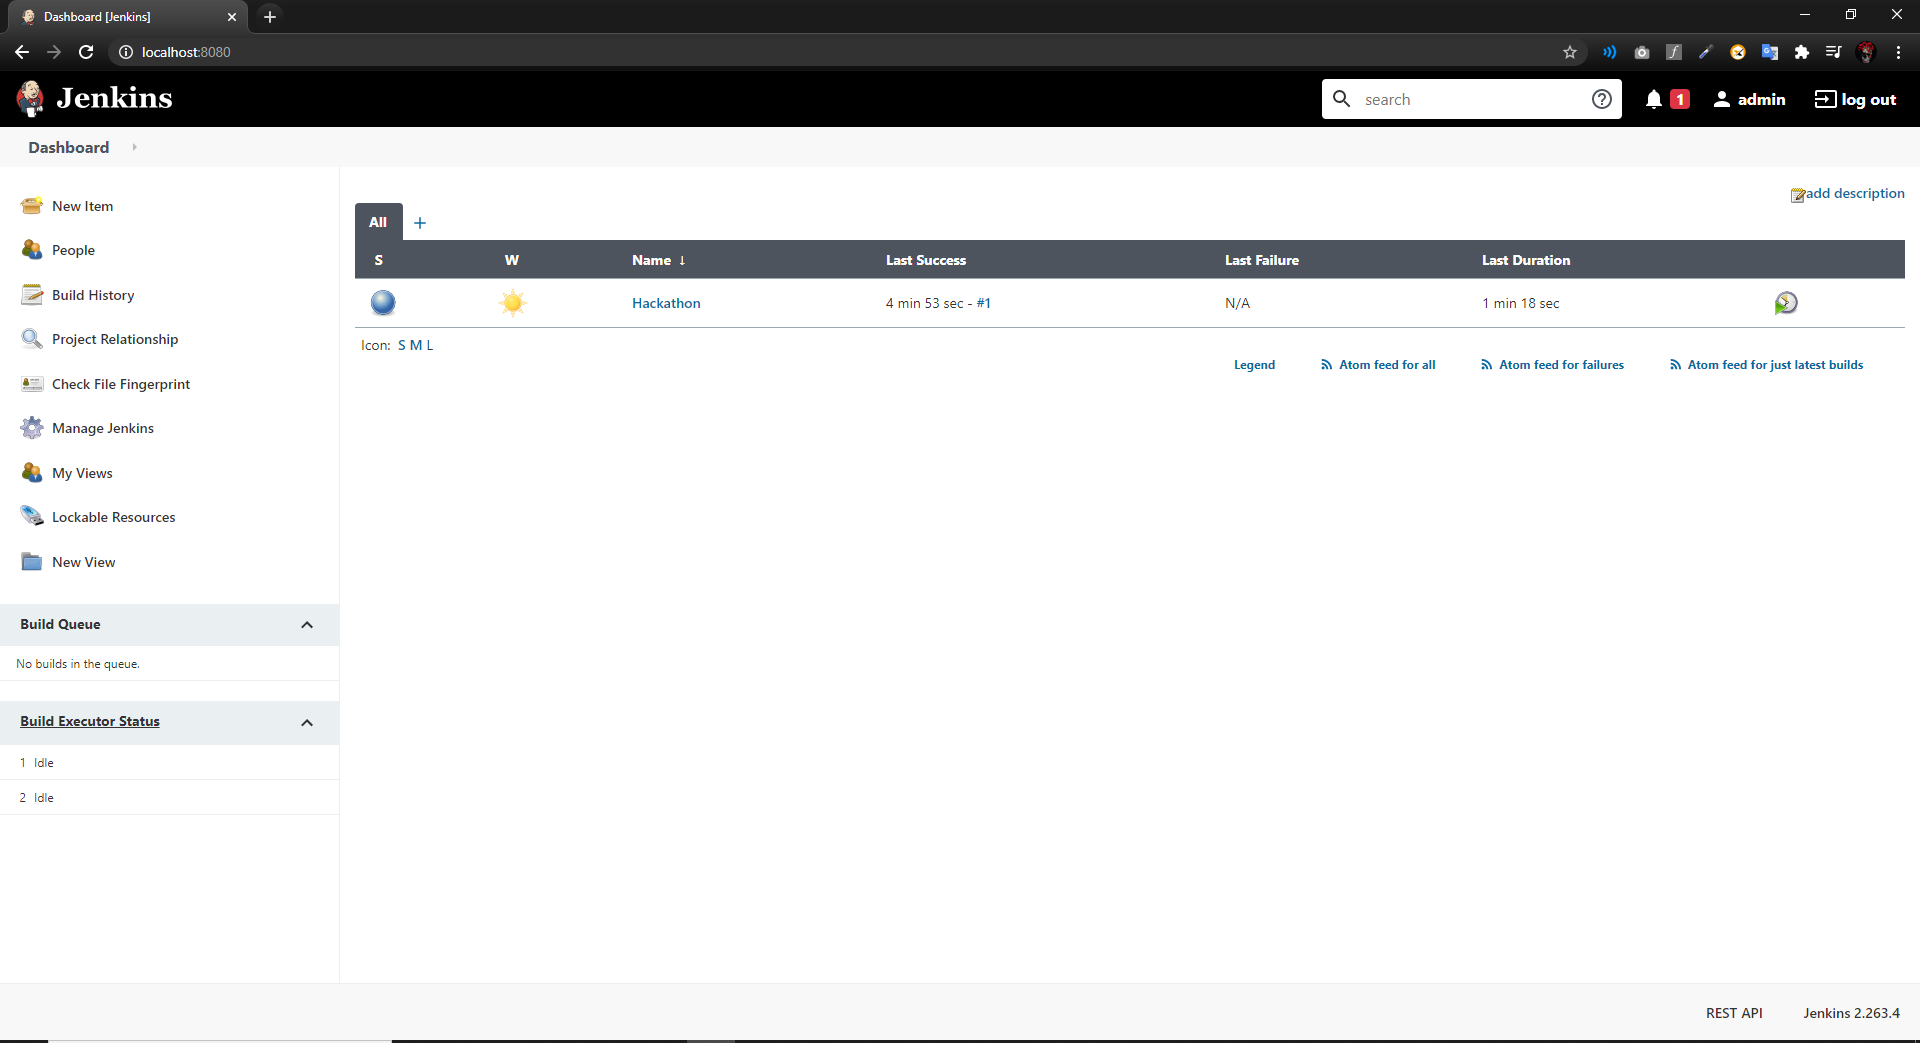 Dashboard [Jenkins]
localhost:8080
Jenkins
search
1
admin
log out
Dashboard
New Item
People
Build History
Project Relationship
Check File Fingerprint
Manage Jenkins
My Views
Lockable Resources
New View
Build Queue
No builds in the queue.
Build Executor Status
1 Idle
2 Idle
add description
All +
S W Name ↓ Last Success Last Failure Last Duration
Hackathon 4 min 53 sec - #1 N/A 1 min 18 sec
Icon: S M L
Legend Atom feed for all Atom feed for failures Atom feed for just latest builds
REST API Jenkins 2.263.4